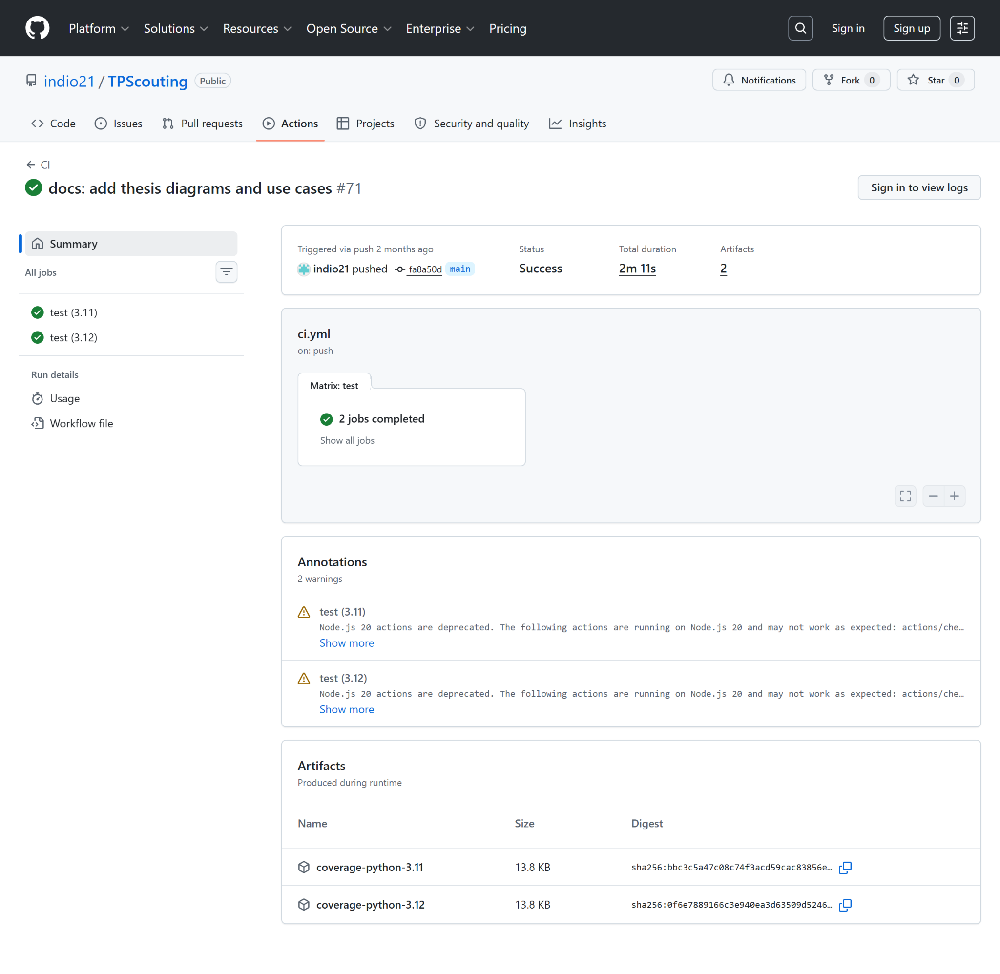 Platform Solutions Resources Open Source Enterprise Pricing Sign in Sign up
indio21 / TPScouting Public Notifications Fork 0 Star 0
Code Issues Pull requests Actions Projects Security and quality Insights
CI
docs: add thesis diagrams and use cases #71
Sign in to view logs
Summary
All jobs
test (3.11)
test (3.12)
Run details
Usage
Workflow file
Triggered via push 2 months ago Status Total duration Artifacts
indio21 pushed fa8a50d main Success 2m 11s 2
ci.yml
on: push
Matrix: test
2 jobs completed
Show all jobs
Annotations
2 warnings
test (3.11)
Node.js 20 actions are deprecated. The following actions are running on Node.js 20 and may not work as expected: actions/che…
Show more
test (3.12)
Node.js 20 actions are deprecated. The following actions are running on Node.js 20 and may not work as expected: actions/che…
Show more
Artifacts
Produced during runtime
Name Size Digest
coverage-python-3.11 13.8 KB sha256:bbc3c5a47c08c74f3acd59cac83856e…
coverage-python-3.12 13.8 KB sha256:0f6e7889166c3e940ea3d63509d5246…